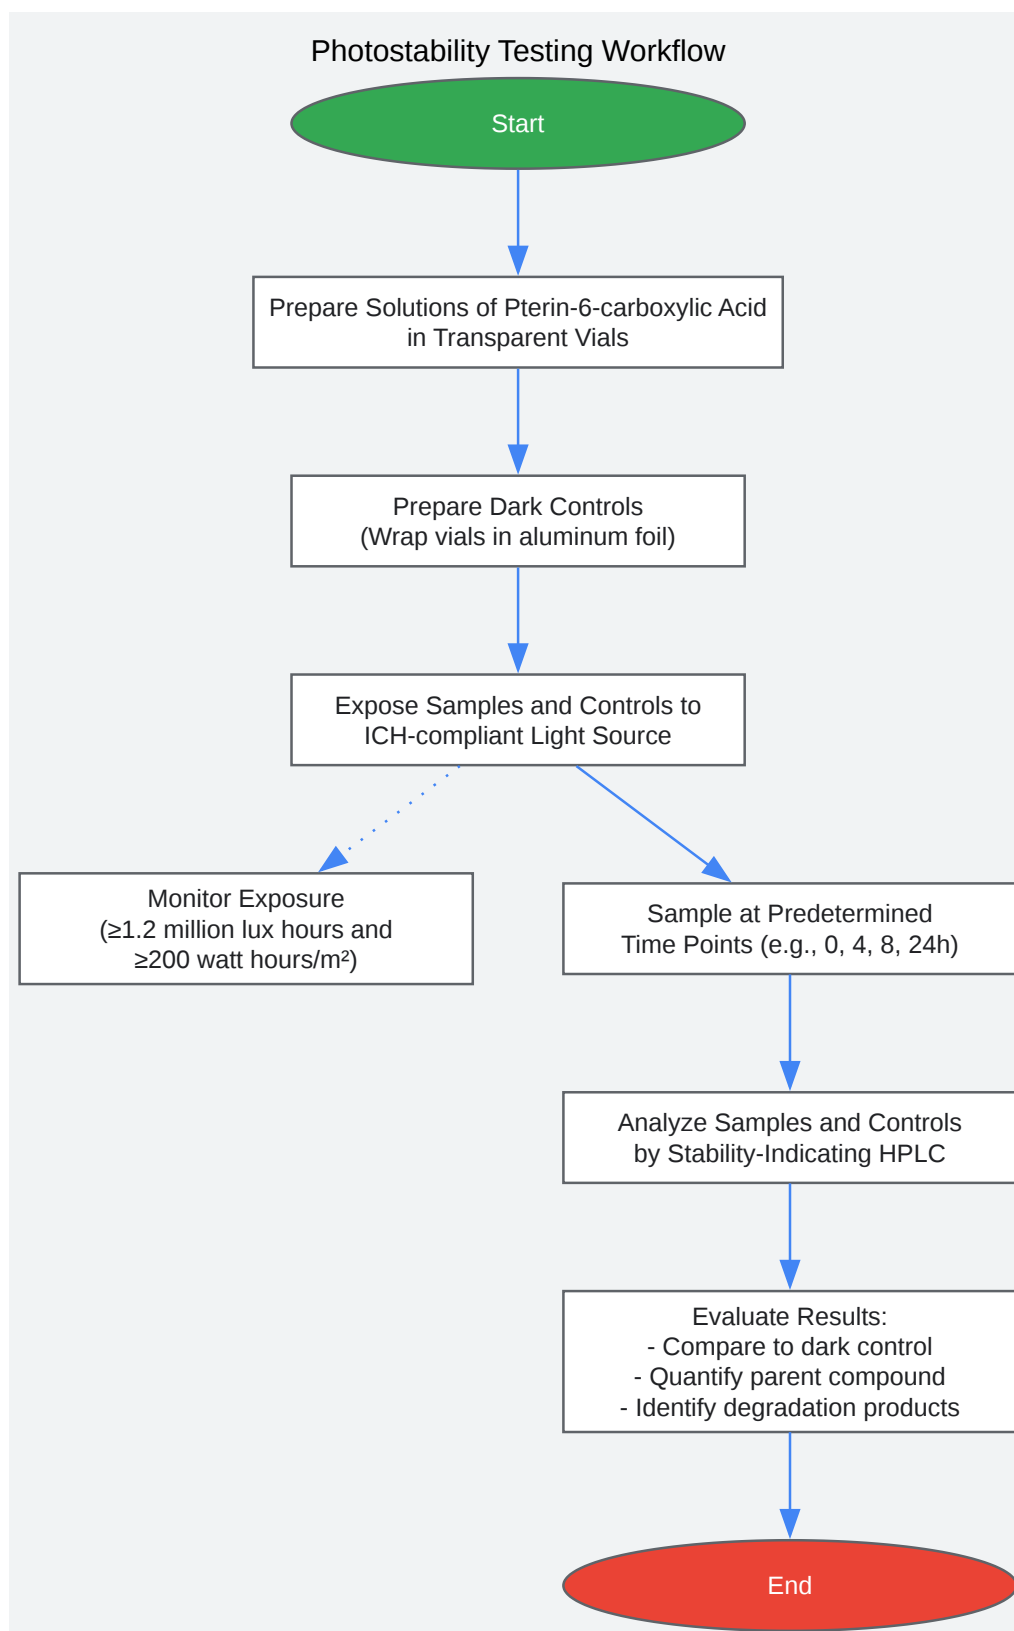 Photostability Testing Workflow
Start
Prepare Solutions of Pterin-6-carboxylic Acid
in Transparent Vials
Prepare Dark Controls
(Wrap vials in aluminum foil)
Expose Samples and Controls to
ICH-compliant Light Source
Monitor Exposure
(≥1.2 million lux hours and
≥200 watt hours/m²)
Sample at Predetermined
Time Points (e.g., 0, 4, 8, 24h)
Analyze Samples and Controls
by Stability-Indicating HPLC
Evaluate Results:
- Compare to dark control
- Quantify parent compound
- Identify degradation products
End